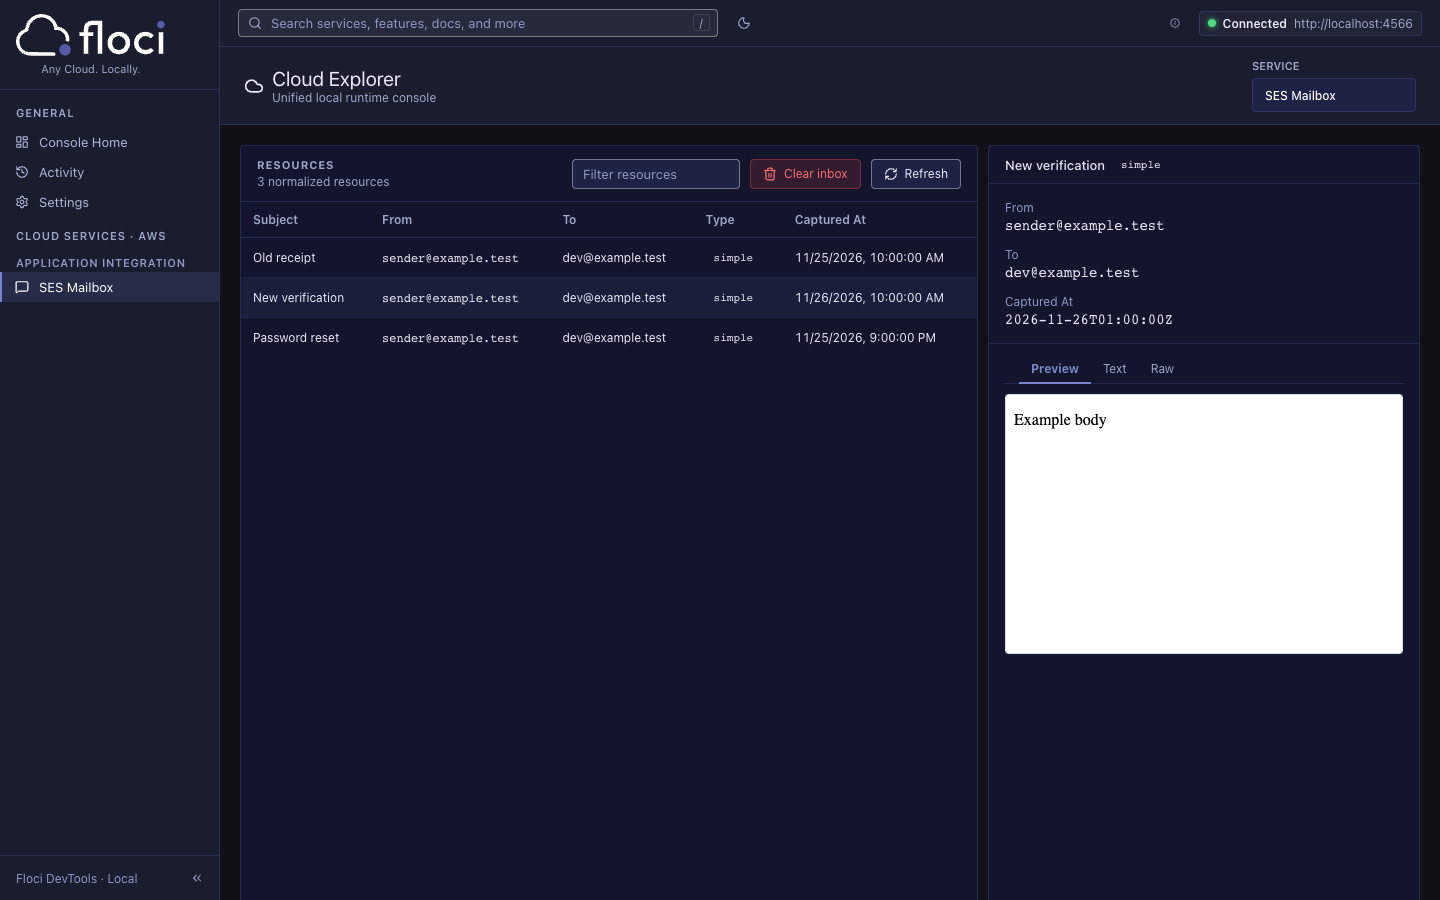 floci
Any Cloud. Locally.
GENERAL
Console Home
Activity
Settings
CLOUD SERVICES · AWS
APPLICATION INTEGRATION
SES Mailbox
Floci DevTools · Local
Search services, features, docs, and more /
Connected http://localhost:4566
Cloud Explorer
Unified local runtime console
SERVICE
SES Mailbox
RESOURCES
3 normalized resources
Filter resources
Clear inbox
Refresh
Subject From To Type Captured At
Old receipt sender@example.test dev@example.test simple 11/25/2026, 10:00:00 AM
New verification sender@example.test dev@example.test simple 11/26/2026, 10:00:00 AM
Password reset sender@example.test dev@example.test simple 11/25/2026, 9:00:00 PM
New verification simple
From
sender@example.test
To
dev@example.test
Captured At
2026-11-26T01:00:00Z
Preview Text Raw
Example body